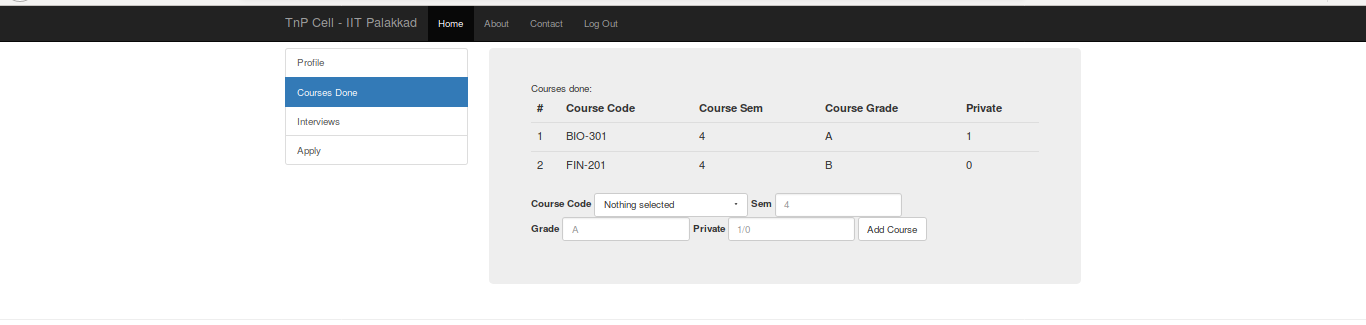 TnP Cell - IIT Palakkad Home About Contact Log Out
Profile
Courses Done
Interviews
Apply
Courses done:
# Course Code Course Sem Course Grade Private
1 BIO-301 4 A 1
2 FIN-201 4 B 0
Course Code Nothing selected Sem 4
Grade A Private 1/0 Add Course